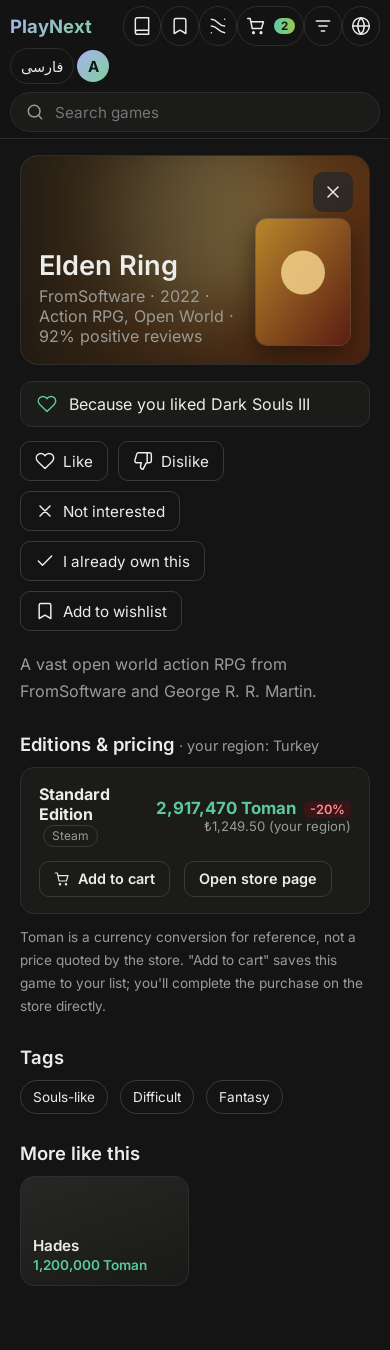 PlayNext
2
فارسی
A
Search games
Elden Ring
FromSoftware · 2022 ·
Action RPG, Open World ·
92% positive reviews
Because you liked Dark Souls III
Like
Dislike
Not interested
I already own this
Add to wishlist
A vast open world action RPG from
FromSoftware and George R. R. Martin.
Editions & pricing · your region: Turkey
Standard
Edition
Steam
2,917,470 Toman -20%
₺1,249.50 (your region)
Add to cart
Open store page
Toman is a currency conversion for reference, not a
price quoted by the store. "Add to cart" saves this
game to your list; you'll complete the purchase on the
store directly.
Tags
Souls-like
Difficult
Fantasy
More like this
Hades
1,200,000 Toman